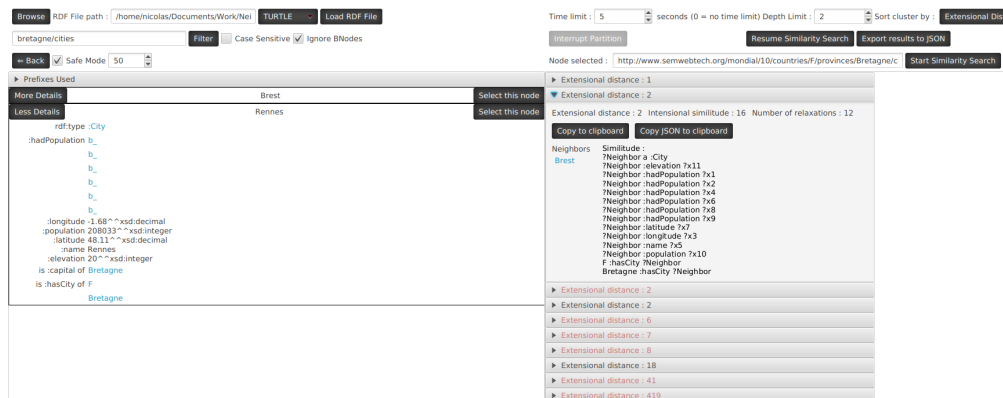 Browse RDF File path : /home/nicolas/Documents/Work/Nei TURTLE Load RDF File
Time limit : 5 seconds (0 = no time limit) Depth Limit : 2 Sort cluster by : Extensional Dis
bretagne/cities Filter Case Sensitive Ignore BNodes
Interrupt Partition Resume Similarity Search Export results to JSON
← Back Safe Mode 50
Node selected : http://www.semwebtech.org/mondial/10/countries/F/provinces/Bretagne/c Start Similarity Search
Prefixes Used
More Details Brest Select this node
Less Details Rennes Select this node
rdf:type :City
:hadPopulation b_
b_
b_
b_
b_
b_
:longitude -1.68^^xsd:decimal
:population 208033^^xsd:integer
:latitude 48.11^^xsd:decimal
:name Rennes
:elevation 20^^xsd:integer
is :capital of Bretagne
is :hasCity of F
Bretagne
Extensional distance : 1
Extensional distance : 2
Extensional distance : 2 Intensional similitude : 16 Number of relaxations : 12
Copy to clipboard Copy JSON to clipboard
Neighbors Similitude :
Brest ?Neighbor a :City
?Neighbor :elevation ?x11
?Neighbor :hadPopulation ?x1
?Neighbor :hadPopulation ?x2
?Neighbor :hadPopulation ?x4
?Neighbor :hadPopulation ?x6
?Neighbor :hadPopulation ?x8
?Neighbor :hadPopulation ?x9
?Neighbor :latitude ?x7
?Neighbor :longitude ?x3
?Neighbor :name ?x5
?Neighbor :population ?x10
F :hasCity ?Neighbor
Bretagne :hasCity ?Neighbor
Extensional distance : 2
Extensional distance : 2
Extensional distance : 6
Extensional distance : 7
Extensional distance : 8
Extensional distance : 18
Extensional distance : 41
Extensional distance : 419